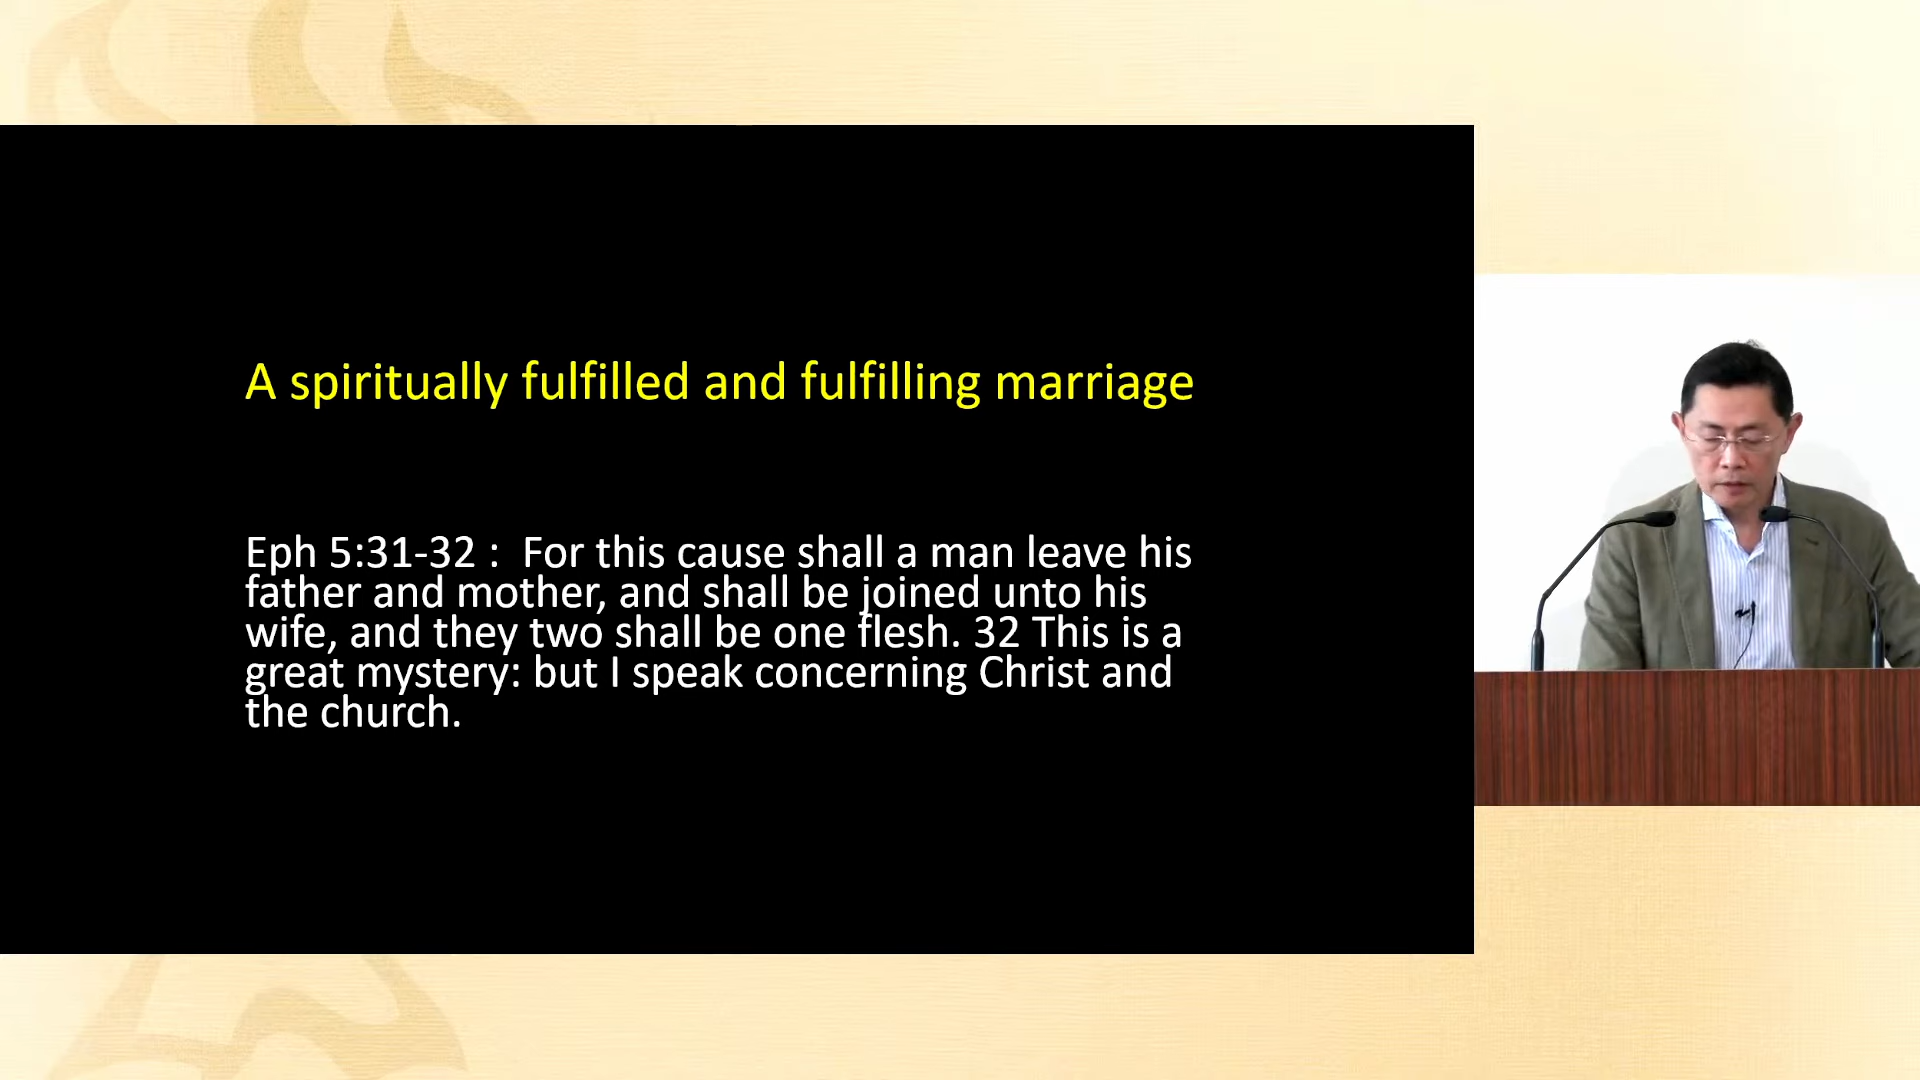 A spiritually fulfilled and fulfilling marriage
Eph 5:31-32 :  For this cause shall a man leave his
father and mother, and shall be joined unto his
wife, and they two shall be one flesh. 32 This is a
great mystery: but I speak concerning Christ and
the church.